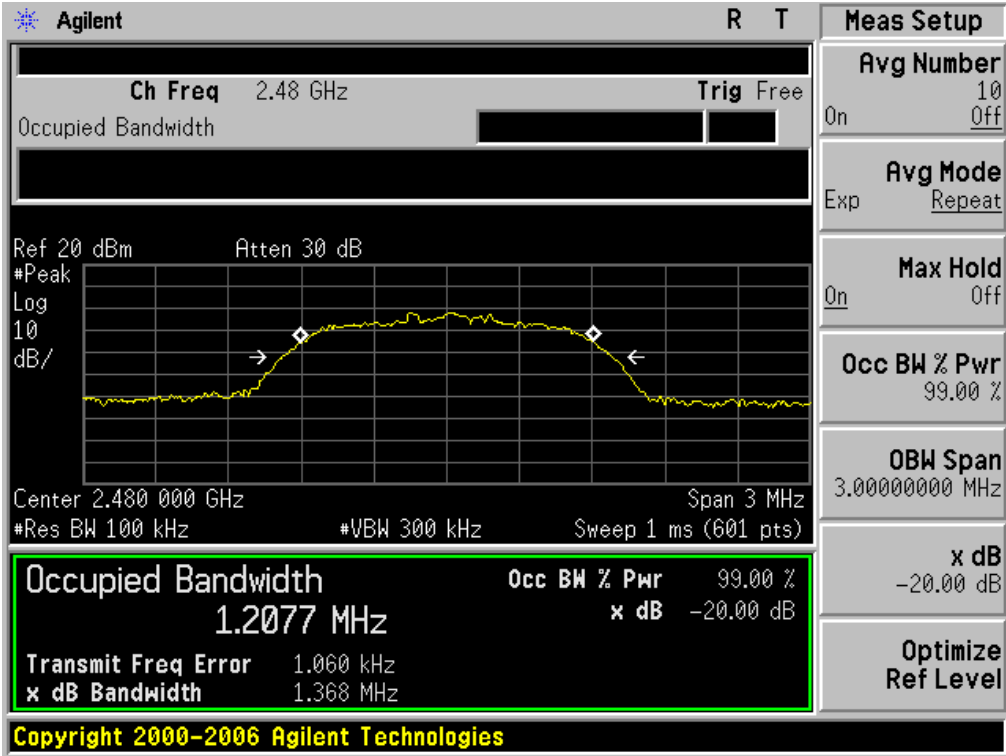 Agilent R T
Ch Freq 2.48 GHz Trig Free
Occupied Bandwidth
Ref 20 dBm Atten 30 dB
#Peak
Log
10
dB/
Center 2.480 000 GHz Span 3 MHz
#Res BW 100 kHz #VBW 300 kHz Sweep 1 ms (601 pts)
Occupied Bandwidth Occ BW % Pwr 99.00 %
1.2077 MHz x dB -20.00 dB
Transmit Freq Error 1.060 kHz
x dB Bandwidth 1.368 MHz
Copyright 2000-2006 Agilent Technologies
Meas Setup
Avg Number
10
On Off
Avg Mode
Exp Repeat
Max Hold
On Off
Occ BW % Pwr
99.00 %
OBW Span
3.00000000 MHz
x dB
-20.00 dB
Optimize
Ref Level